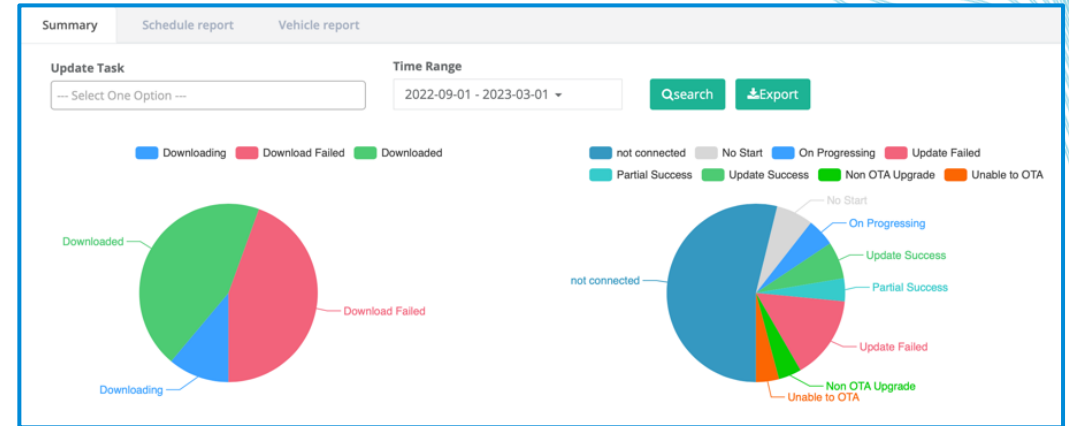 Summary Schedule report Vehicle report
Update Task Time Range
--- Select One Option --- 2022-09-01 - 2023-03-01 search Export
Downloading Download Failed Downloaded
not connected No Start On Progressing Update Failed
Partial Success Update Success Non OTA Upgrade Unable to OTA
Downloaded
Download Failed
Downloading
No Start
On Progressing
Update Success
not connected
Partial Success
Update Failed
Non OTA Upgrade
Unable to OTA